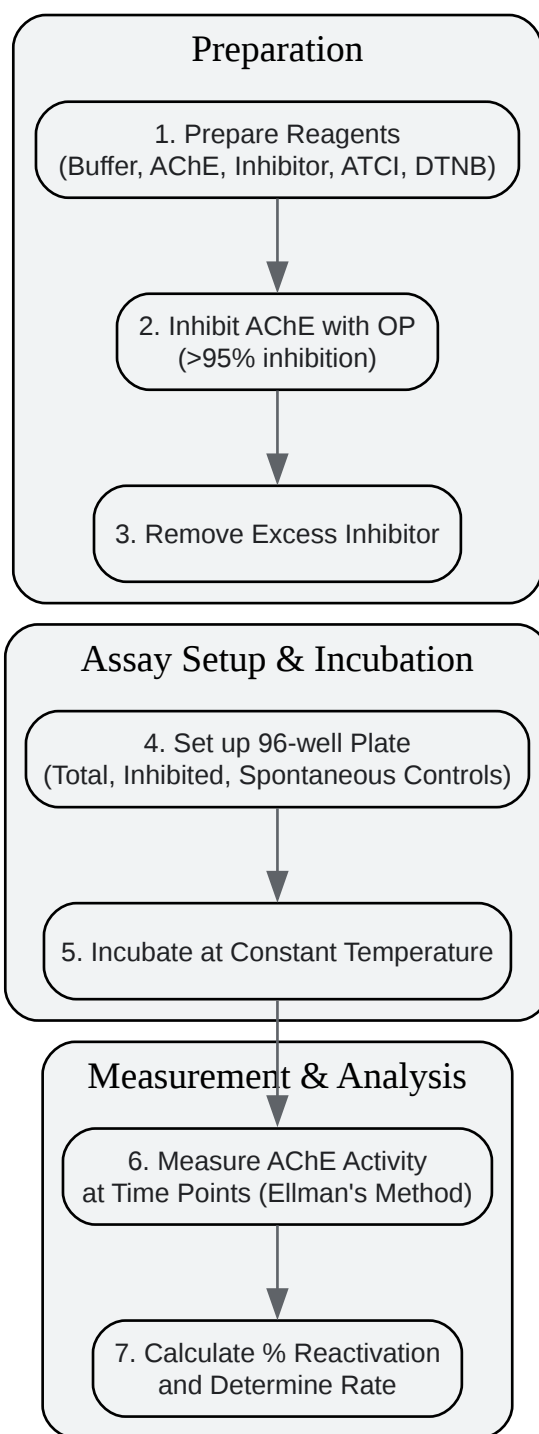 Preparation
1. Prepare Reagents
(Buffer, AChE, Inhibitor, ATCI, DTNB)
2. Inhibit AChE with OP
(>95% inhibition)
3. Remove Excess Inhibitor
Assay Setup & Incubation
4. Set up 96-well Plate
(Total, Inhibited, Spontaneous Controls)
5. Incubate at Constant Temperature
Measurement & Analysis
6. Measure AChE Activity
at Time Points (Ellman's Method)
7. Calculate % Reactivation
and Determine Rate